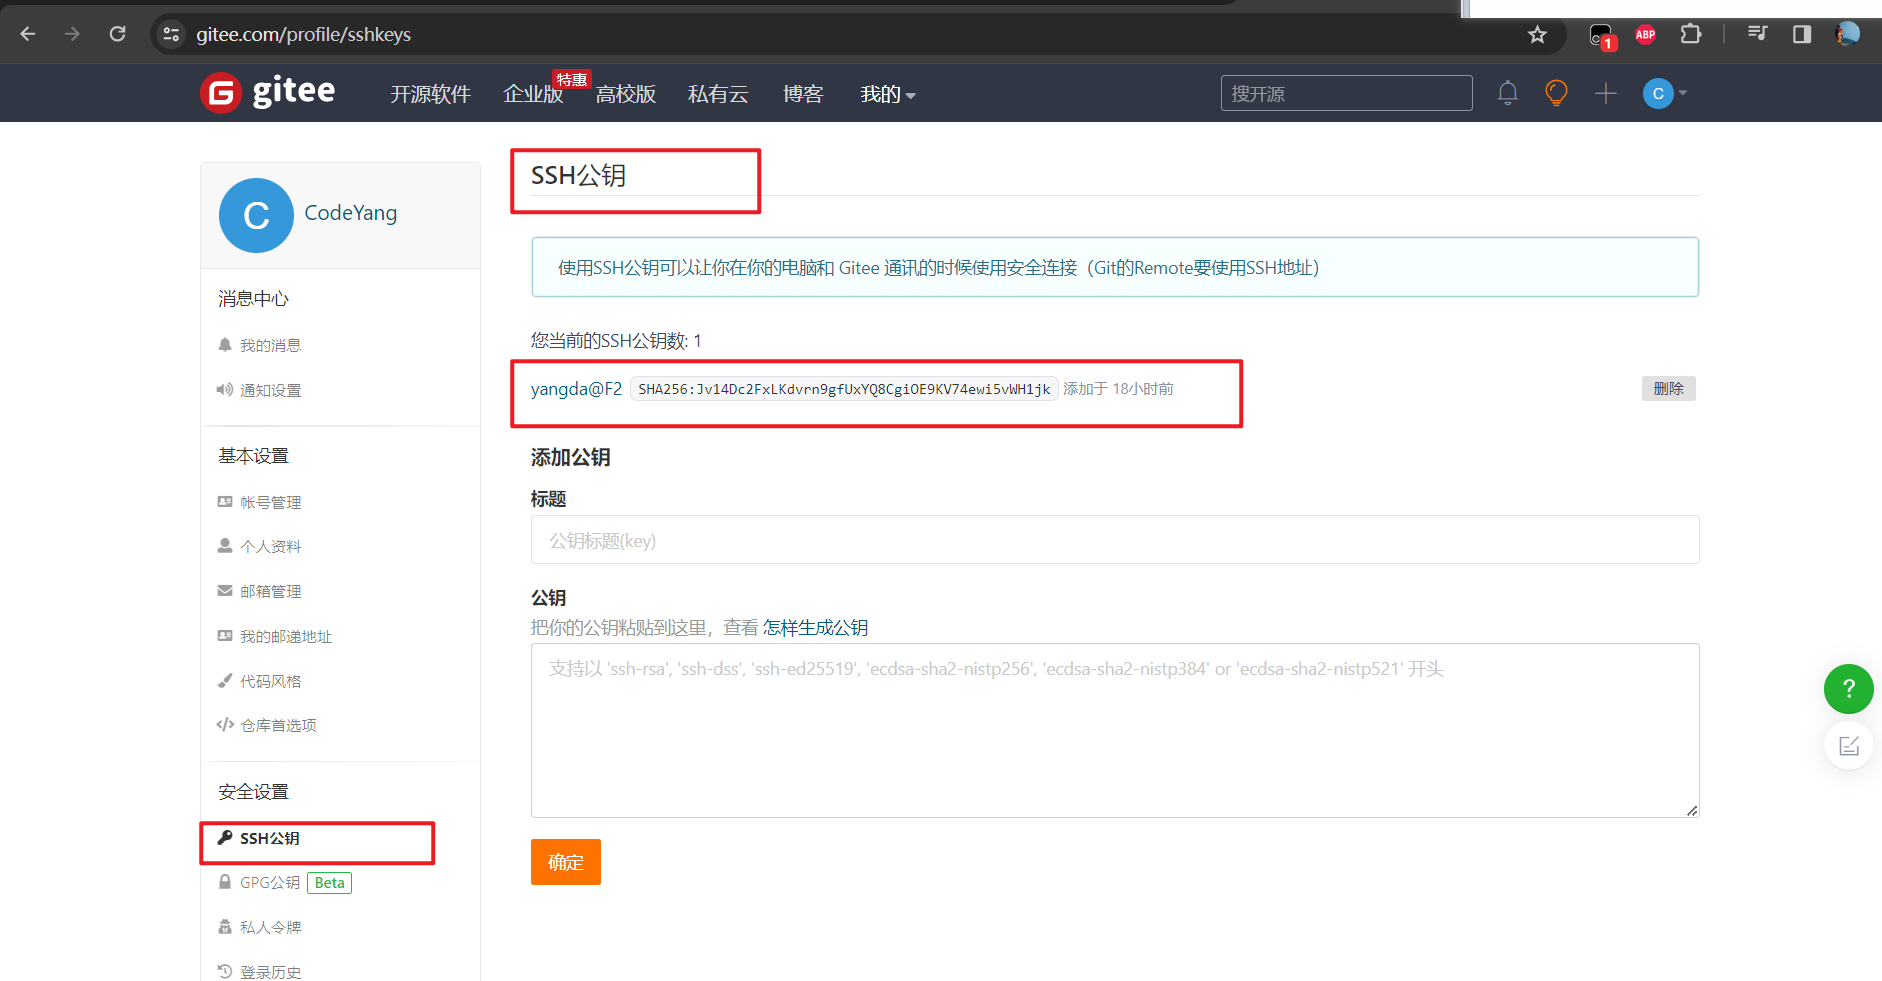 gitee.com/profile/sshkeys
1
ABP
G gitee
开源软件
企业版
特惠
高校版
私有云
博客
我的
搜开源
C
C
CodeYang
消息中心
我的消息
通知设置
基本设置
帐号管理
个人资料
邮箱管理
我的邮递地址
代码风格
仓库首选项
安全设置
SSH公钥
GPG公钥 Beta
私人令牌
登录历史
SSH公钥
使用SSH公钥可以让你在你的电脑和 Gitee 通讯的时候使用安全连接（Git的Remote要使用SSH地址）
您当前的SSH公钥数: 1
yangda@F2 SHA256:Jv14Dc2FxLKdvrn9gfUxYQ8CgiOE9KV74ewi5vWH1jk 添加于 18小时前
删除
添加公钥
标题
公钥标题(key)
公钥
把你的公钥粘贴到这里，查看 怎样生成公钥
支持以 'ssh-rsa', 'ssh-dss', 'ssh-ed25519', 'ecdsa-sha2-nistp256', 'ecdsa-sha2-nistp384' or 'ecdsa-sha2-nistp521' 开头
确定
?